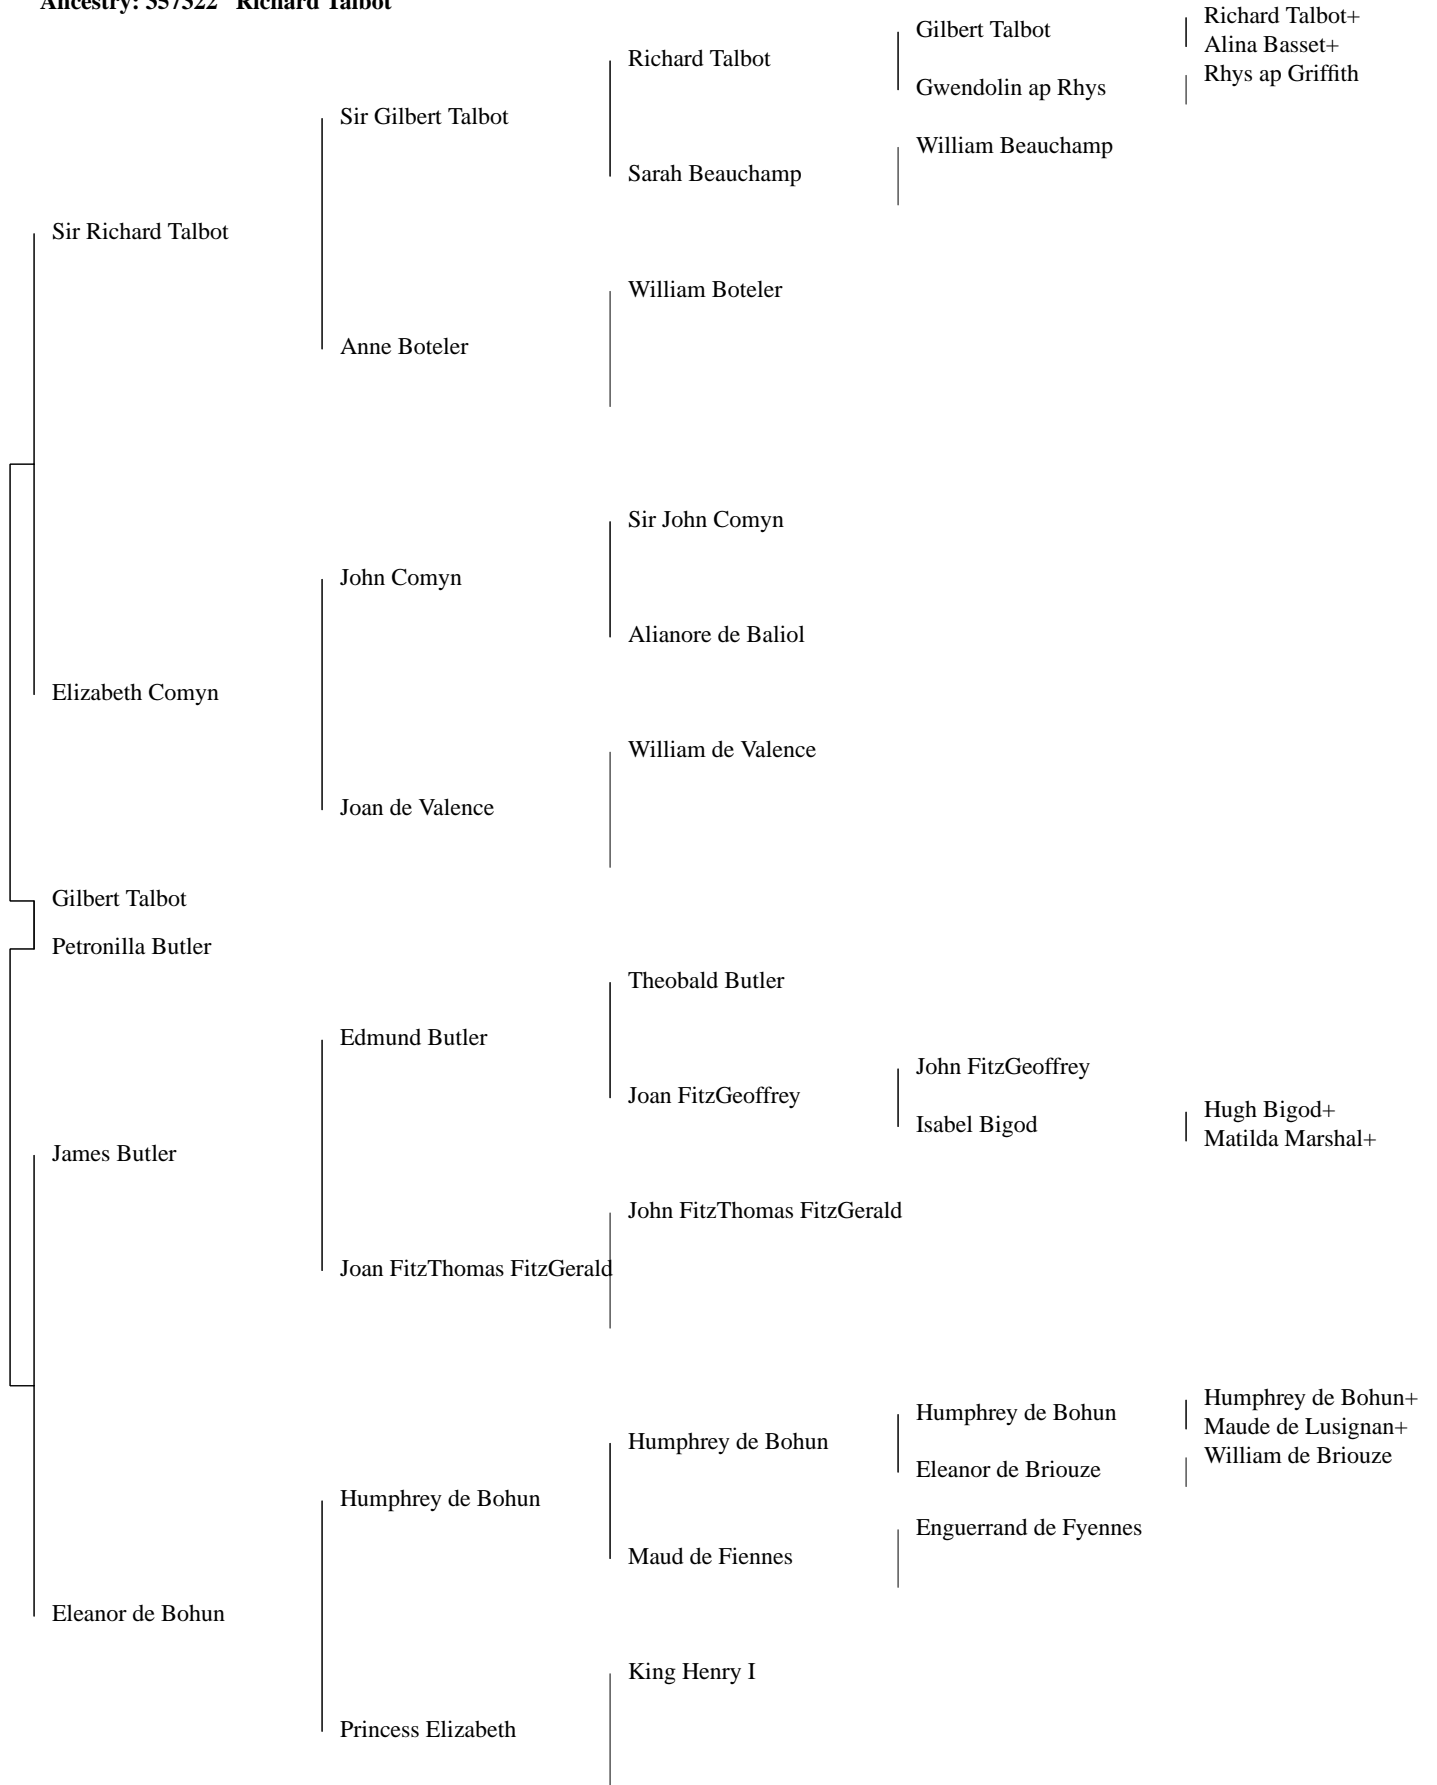 Ancestry: 357322 Richard Talbot
Richard Talbot+
Gilbert Talbot
Alina Basset+
Richard Talbot
Rhys ap Griffith
Gwendolin ap Rhys
Sir Gilbert Talbot
William Beauchamp
Sarah Beauchamp
Sir Richard Talbot
William Boteler
Anne Boteler
Sir John Comyn
John Comyn
Alianore de Baliol
Elizabeth Comyn
William de Valence
Joan de Valence
Gilbert Talbot
Petronilla Butler
Theobald Butler
Edmund Butler
John FitzGeoffrey
Joan FitzGeoffrey
Hugh Bigod+
Isabel Bigod
Matilda Marshal+
James Butler
John FitzThomas FitzGerald
Joan FitzThomas FitzGerald
Humphrey de Bohun+
Humphrey de Bohun
Maude de Lusignan+
Humphrey de Bohun
William de Briouze
Eleanor de Briouze
Humphrey de Bohun
Enguerrand de Fyennes
Maud de Fiennes
Eleanor de Bohun
King Henry I
Princess Elizabeth